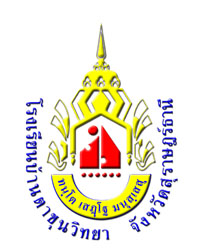 โรงเรียนบ้านตาขุนวิทยา จังหวัดสุราษฎร์ธานี
ทนฺโต เสฏฺโฐ มนุสฺเสสุ